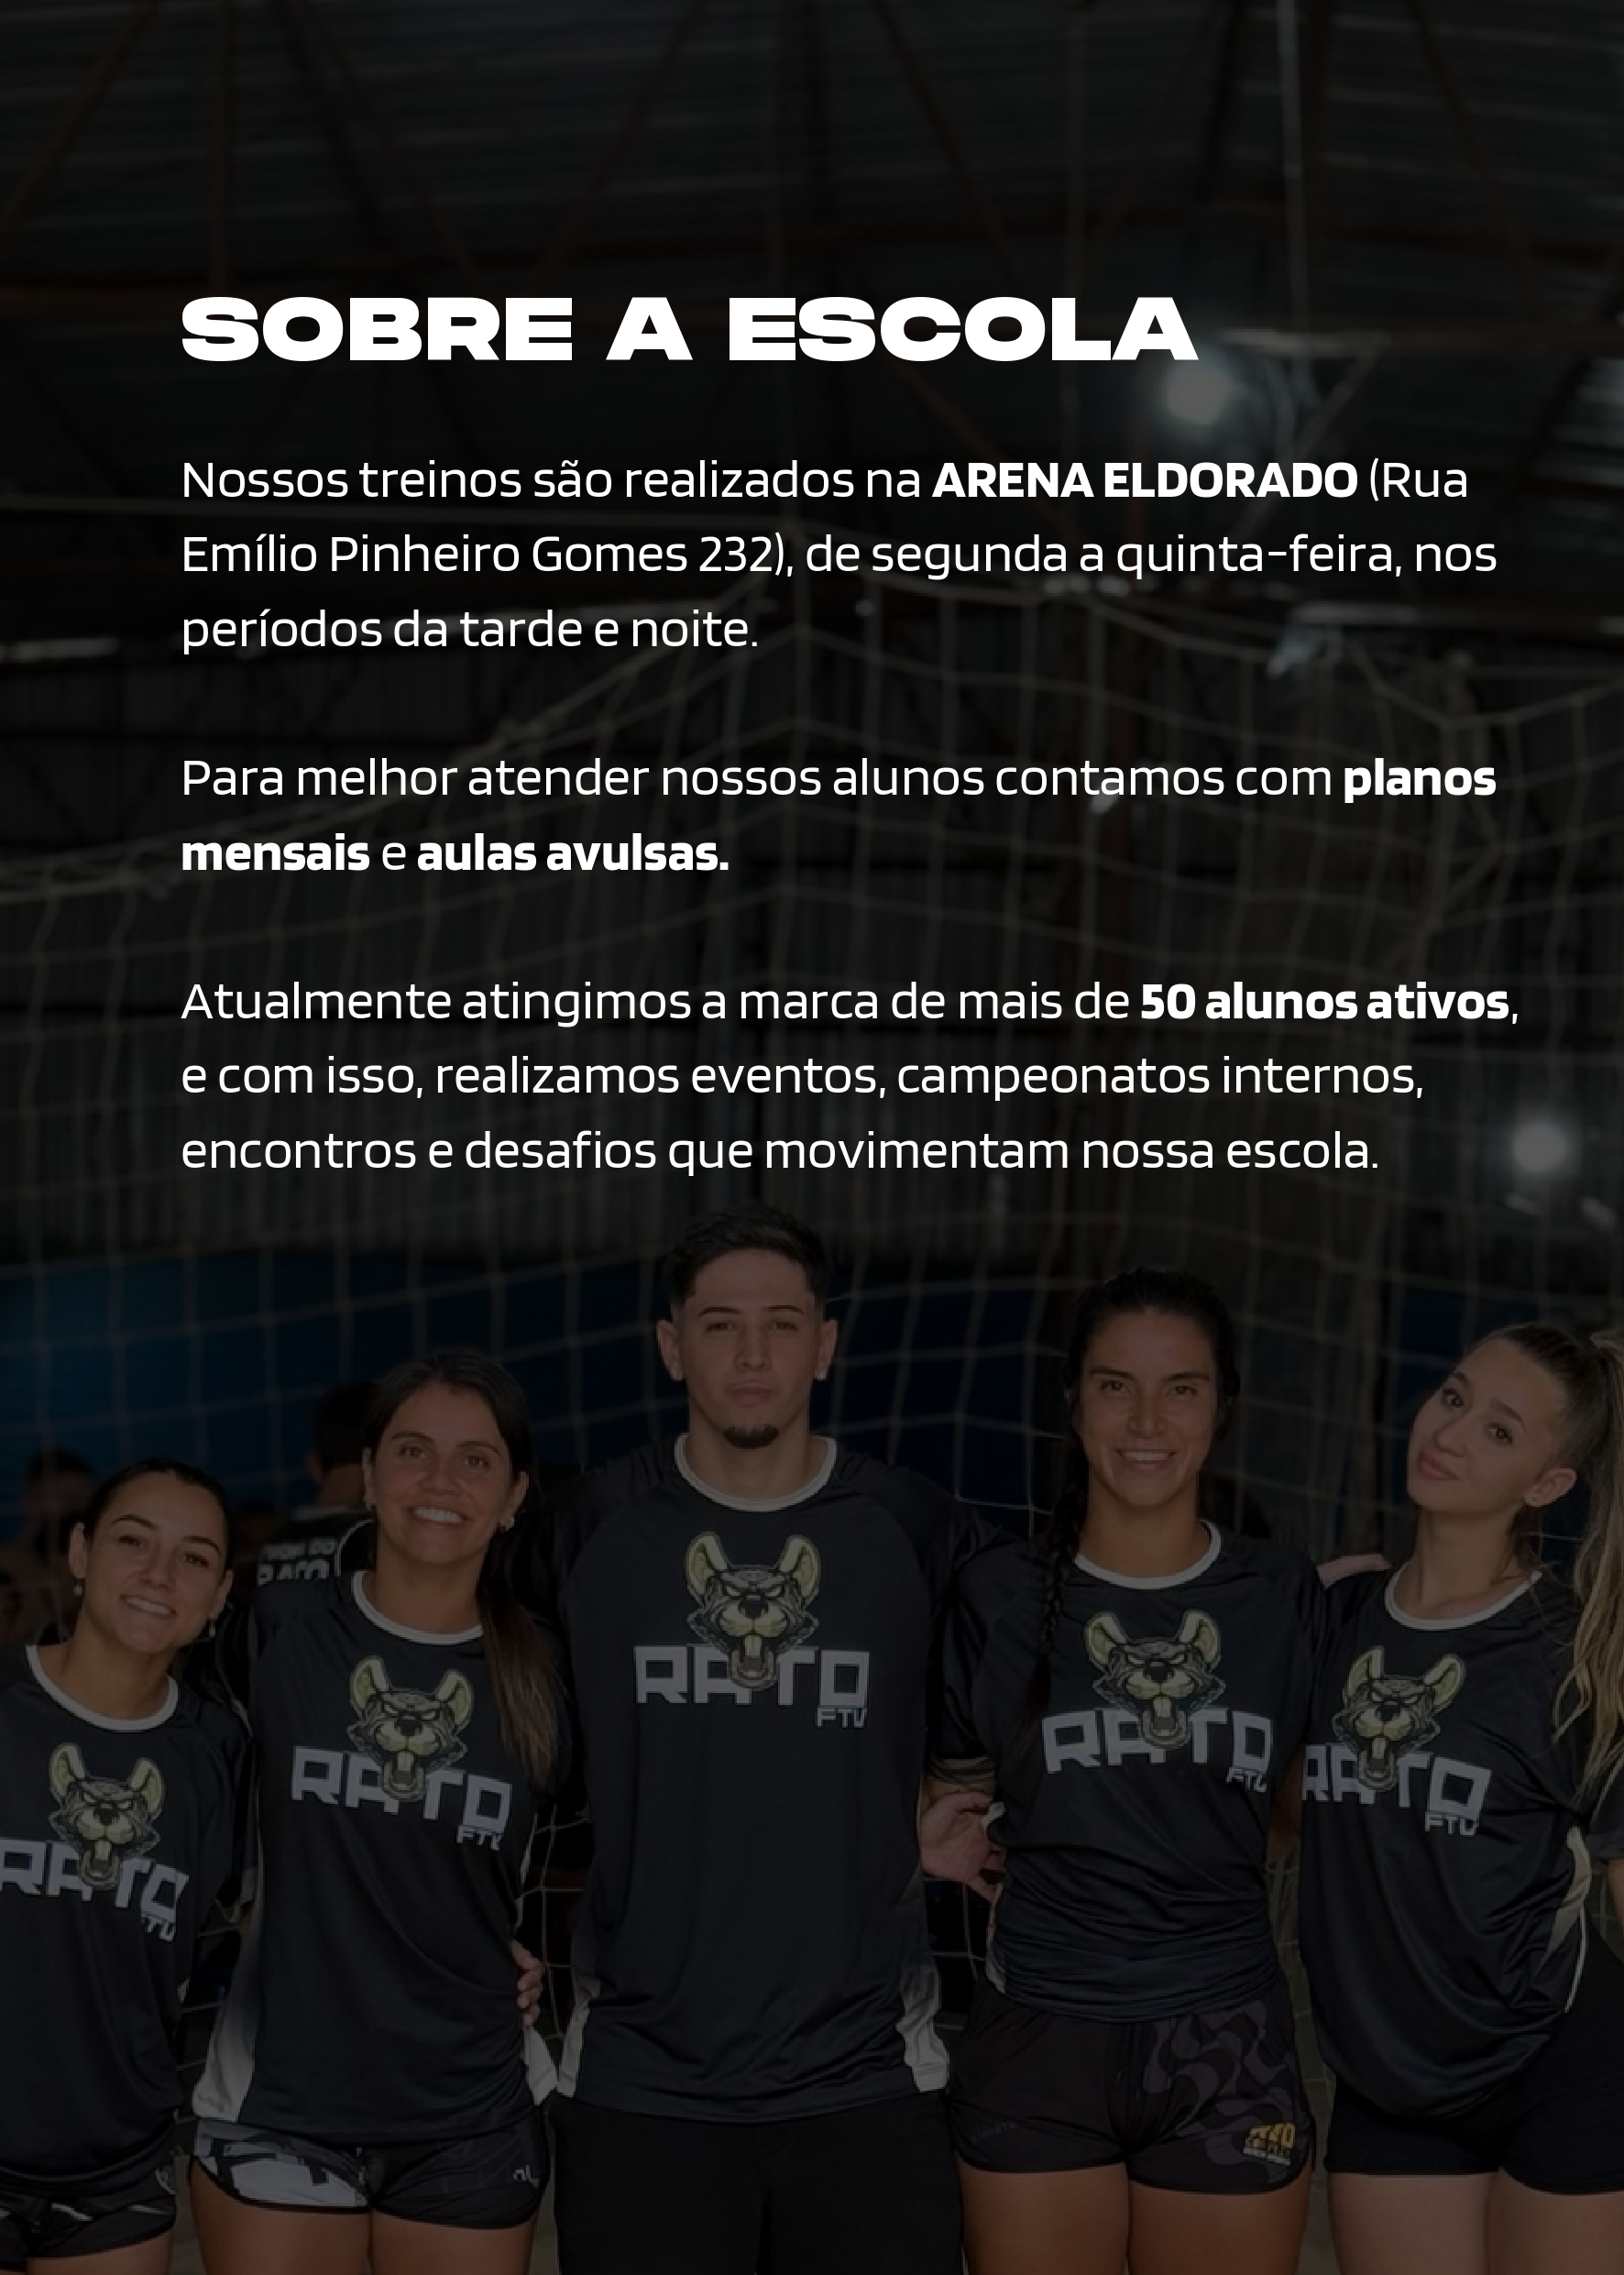 SOBRE A ESCOLA
Nossos treinos são realizados na ARENA ELDORADO (Rua
Emílio Pinheiro Gomes 232), de segunda a quinta-feira, nos
períodos da tarde e noite.
Para melhor atender nossos alunos contamos com planos
mensais e aulas avulsas.
Atualmente atingimos a marca de mais de 50 alunos ativos,
e com isso, realizamos eventos, campeonatos internos,
encontros e desafios que movimentam nossa escola.
RATO
FTV
RATO
FTV
RATO
FTV
RATO
FTV
RATO
FTV